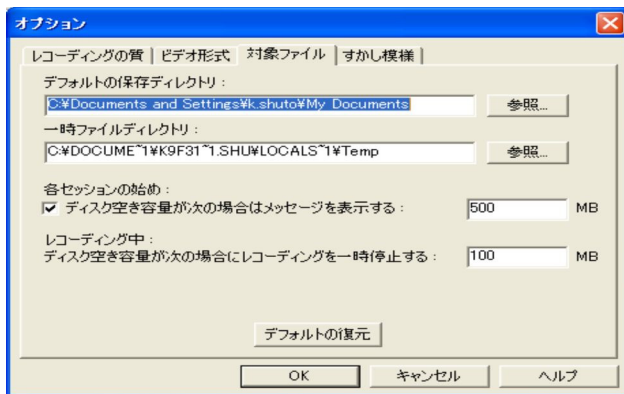 オプション
レコーディングの質 ビデオ形式 対象ファイル すかし模様
デフォルトの保存ディレクトリ：
C:¥Documents and Settings¥k.shuto¥My Documents 参照...
一時ファイルディレクトリ：
C:¥DOCUME~1¥K9F31~1.SHU¥LOCALS~1¥Temp 参照...
各セッションの始め：
ディスク空き容量が次の場合はメッセージを表示する： 500 MB
レコーディング中：
ディスク空き容量が次の場合にレコーディングを一時停止する： 100 MB
デフォルトの復元
OK キャンセル ヘルプ